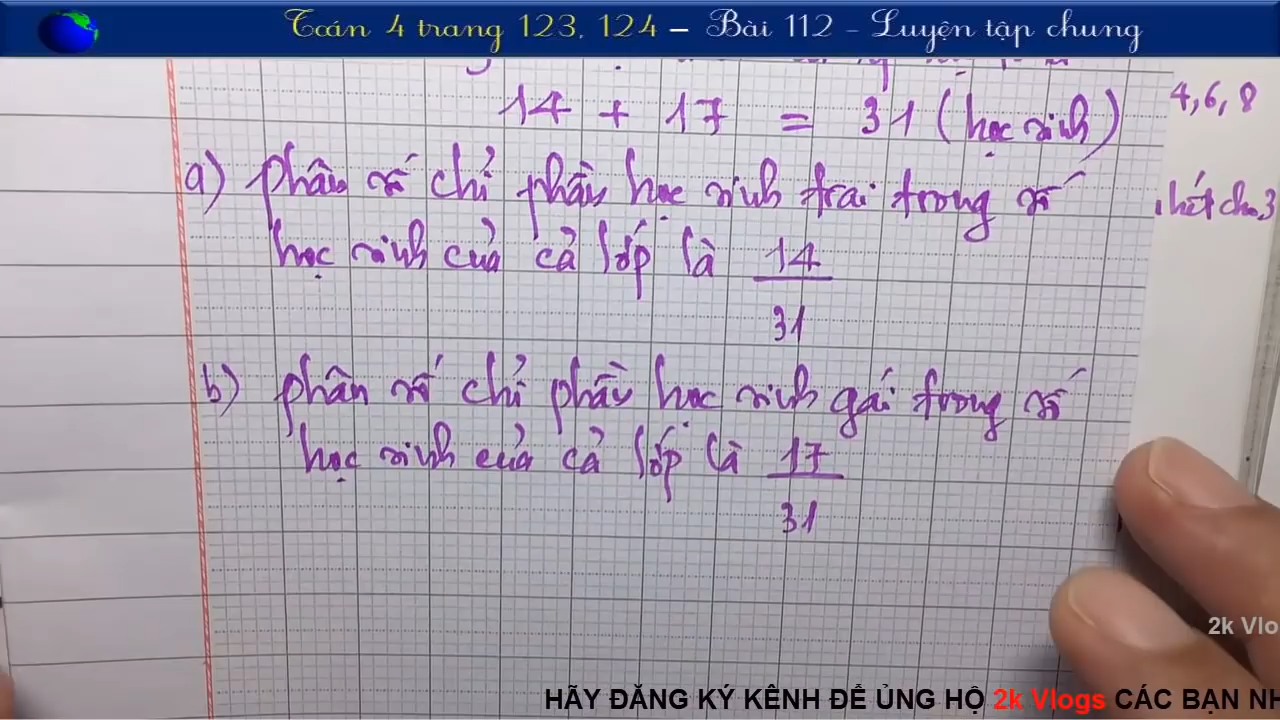 Toán 4 trang 123, 124 – Bài 112 - Luyện tập chung
14 + 17 = 31 (học sinh)
4, 6, 8
a) phân số chỉ phần học sinh trai trong số
hết cho 3
học sinh của cả lớp là 14
31
b) phân số chỉ phần học sinh gái trong số
học sinh của cả lớp là 17
31
2k Vlo
HÃY ĐĂNG KÝ KÊNH ĐỂ ỦNG HỘ 2k Vlogs CÁC BẠN NH